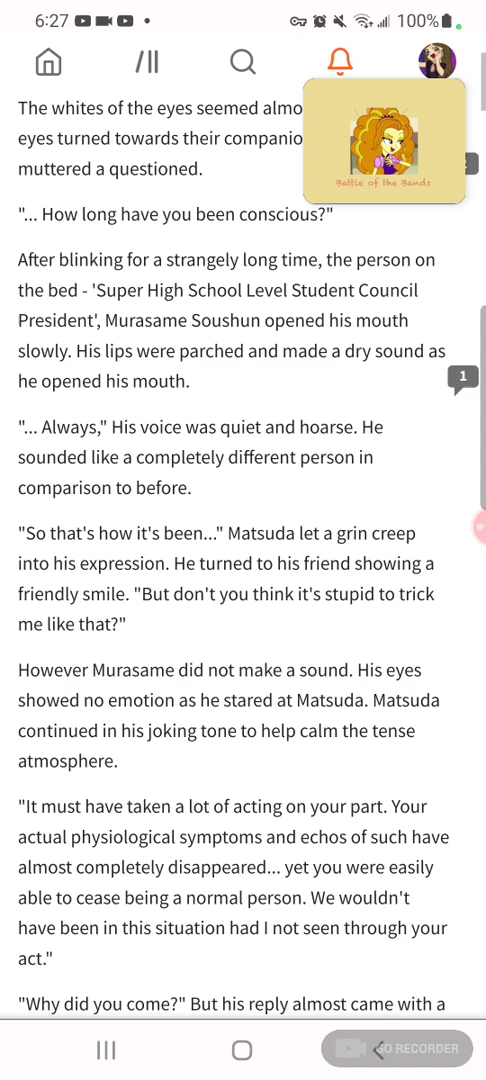 6:27
100%
The whites of the eyes seemed almo
eyes turned towards their companio
muttered a questioned.
Battle of the Bands
"... How long have you been conscious?"
After blinking for a strangely long time, the person on
the bed - 'Super High School Level Student Council
President', Murasame Soushun opened his mouth
slowly. His lips were parched and made a dry sound as
he opened his mouth.
1
"... Always," His voice was quiet and hoarse. He
sounded like a completely different person in
comparison to before.
"So that's how it's been..." Matsuda let a grin creep
into his expression. He turned to his friend showing a
friendly smile. "But don't you think it's stupid to trick
me like that?"
However Murasame did not make a sound. His eyes
showed no emotion as he stared at Matsuda. Matsuda
continued in his joking tone to help calm the tense
atmosphere.
"It must have taken a lot of acting on your part. Your
actual physiological symptoms and echos of such have
almost completely disappeared... yet you were easily
able to cease being a normal person. We wouldn't
have been in this situation had I not seen through your
act."
"Why did you come?" But his reply almost came with a
GO RECORDER